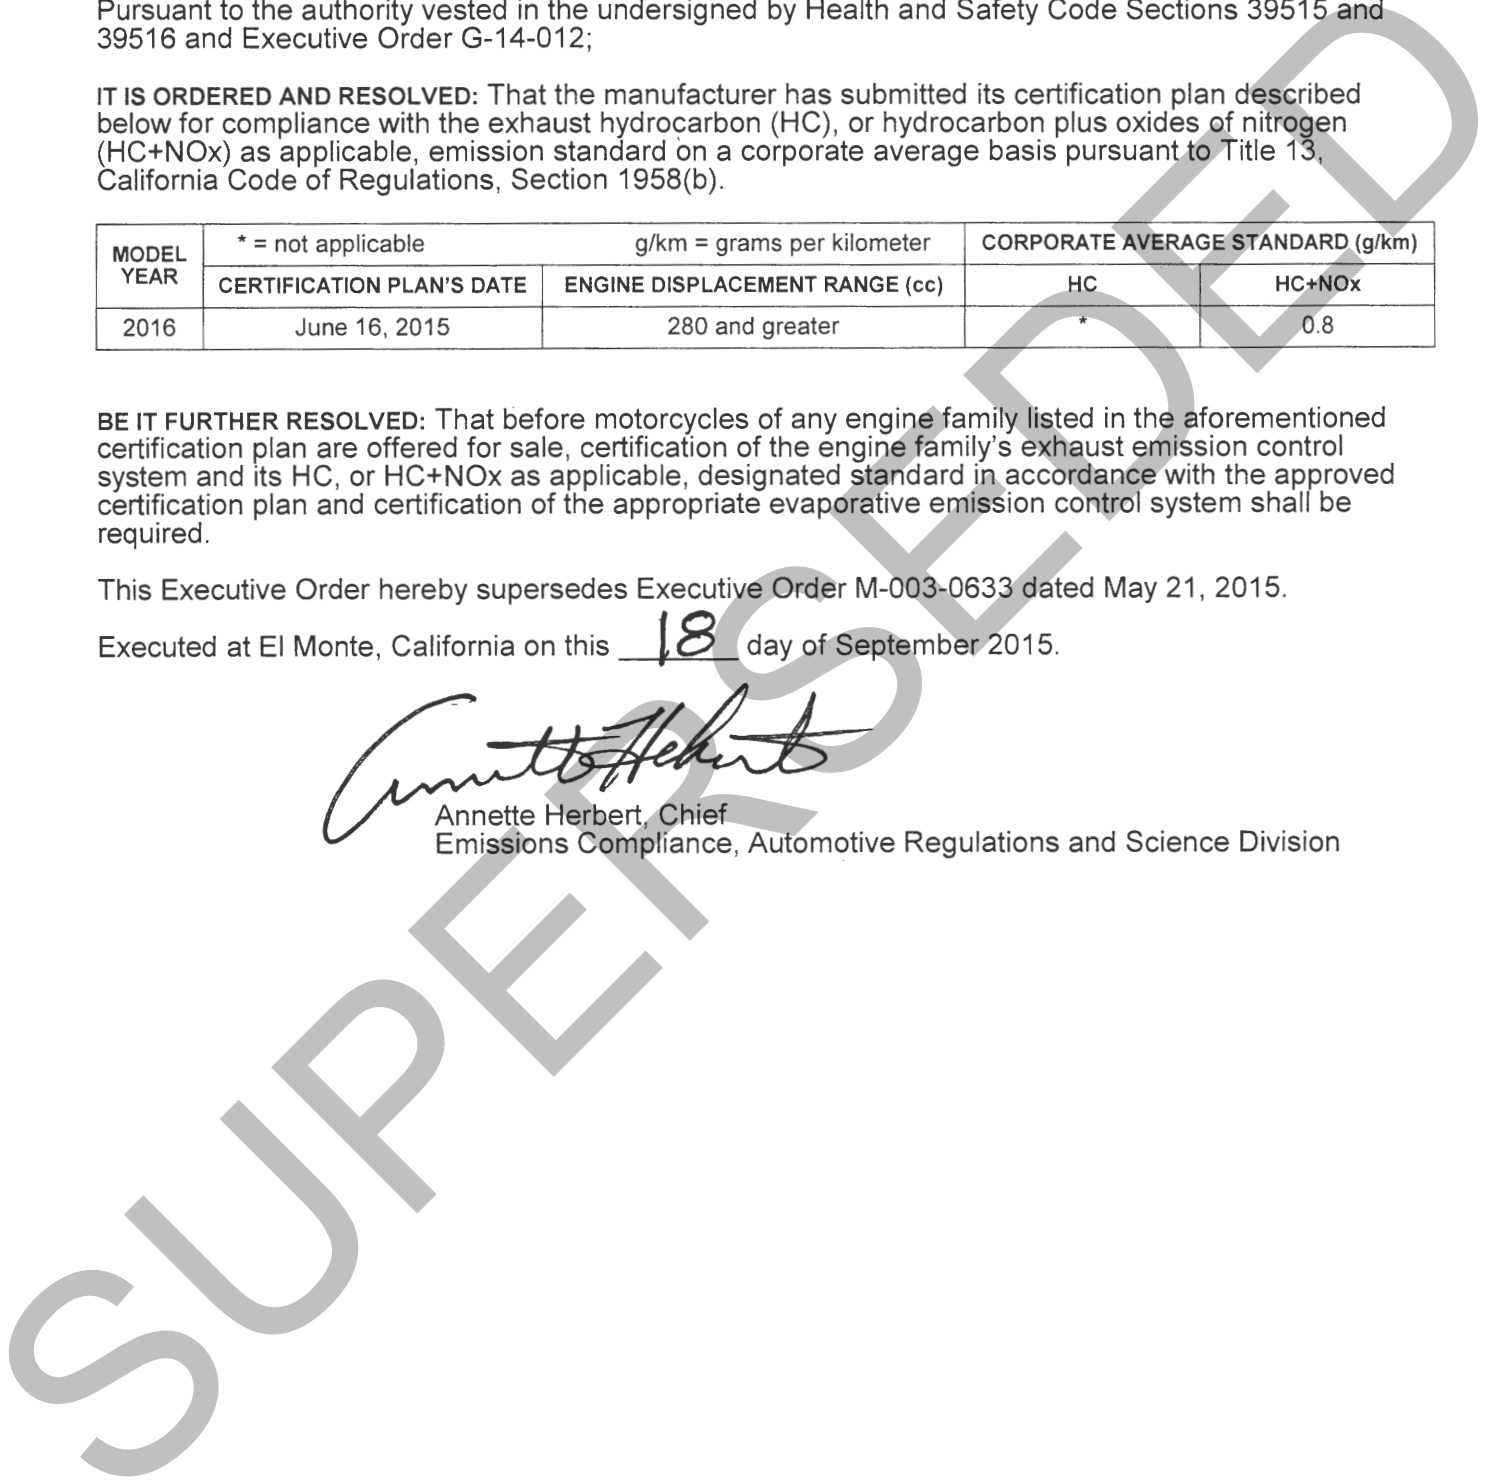 Pursuant to the authority vested in the undersigned by Health and Safety Code Sections 39515 and
39516 and Executive Order G-14-012;
IT IS ORDERED AND RESOLVED: That the manufacturer has submitted its certification plan described
below for compliance with the exhaust hydrocarbon (HC), or hydrocarbon plus oxides of nitrogen
(HC+NOx) as applicable, emission standard on a corporate average basis pursuant to Title 13,
California Code of Regulations, Section 1958(b).
MODEL YEAR
* = not applicable g/km = grams per kilometer
CORPORATE AVERAGE STANDARD (g/km)
CERTIFICATION PLAN'S DATE ENGINE DISPLACEMENT RANGE (cc) HC HC+NOx
2016 June 16, 2015 280 and greater * 0.8
BE IT FURTHER RESOLVED: That before motorcycles of any engine family listed in the aforementioned
certification plan are offered for sale, certification of the engine family's exhaust emission control
system and its HC, or HC+NOx as applicable, designated standard in accordance with the approved
certification plan and certification of the appropriate evaporative emission control system shall be
required.
This Executive Order hereby supersedes Executive Order M-003-0633 dated May 21, 2015.
Executed at El Monte, California on this 18 day of September 2015.
Annette Herbert
Annette Herbert, Chief
Emissions Compliance, Automotive Regulations and Science Division
SUPERSEDED